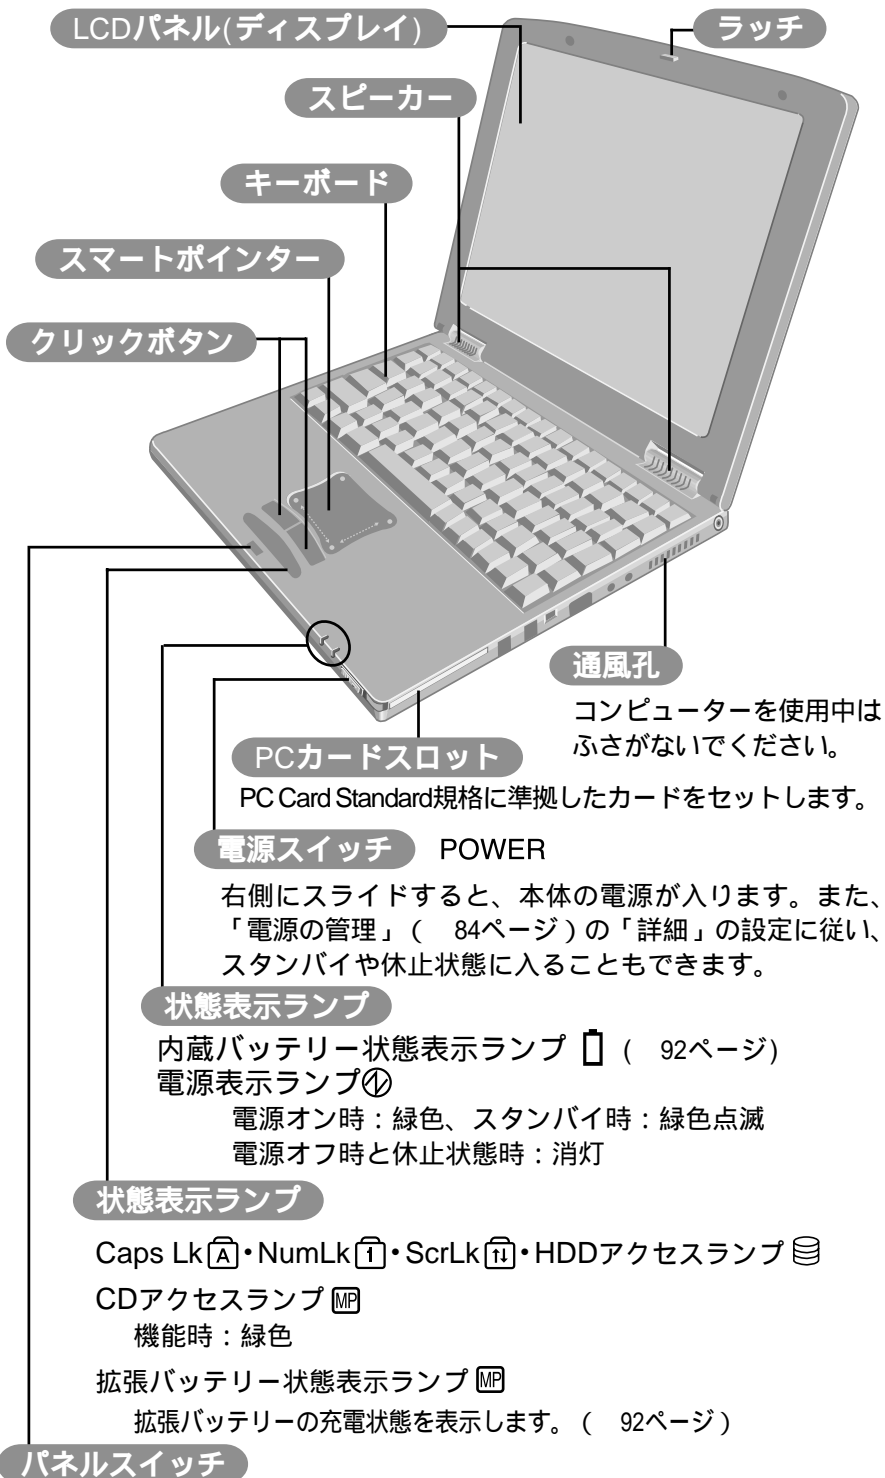 LCDパネル(ディスプレイ)
ラッチ
スピーカー
キーボード
スマートポインター
クリックボタン
通風孔
コンピューターを使用中は
ふさがないでください。
PCカードスロット
PC Card Standard規格に準拠したカードをセットします。
電源スイッチ POWER
右側にスライドすると、本体の電源が入ります。また、
「電源の管理」( 84ページ)の「詳細」の設定に従い、
スタンバイや休止状態に入ることもできます。
状態表示ランプ
内蔵バッテリー状態表示ランプ ( 92ページ)
電源表示ランプ
電源オン時:緑色、スタンバイ時:緑色点滅
電源オフ時と休止状態時:消灯
状態表示ランプ
Caps Lk A・NumLk 1・ScrLk ↑↓・HDDアクセスランプ
CDアクセスランプ MP
機能時:緑色
拡張バッテリー状態表示ランプ MP
拡張バッテリーの充電状態を表示します。( 92ページ)
パネルスイッチ